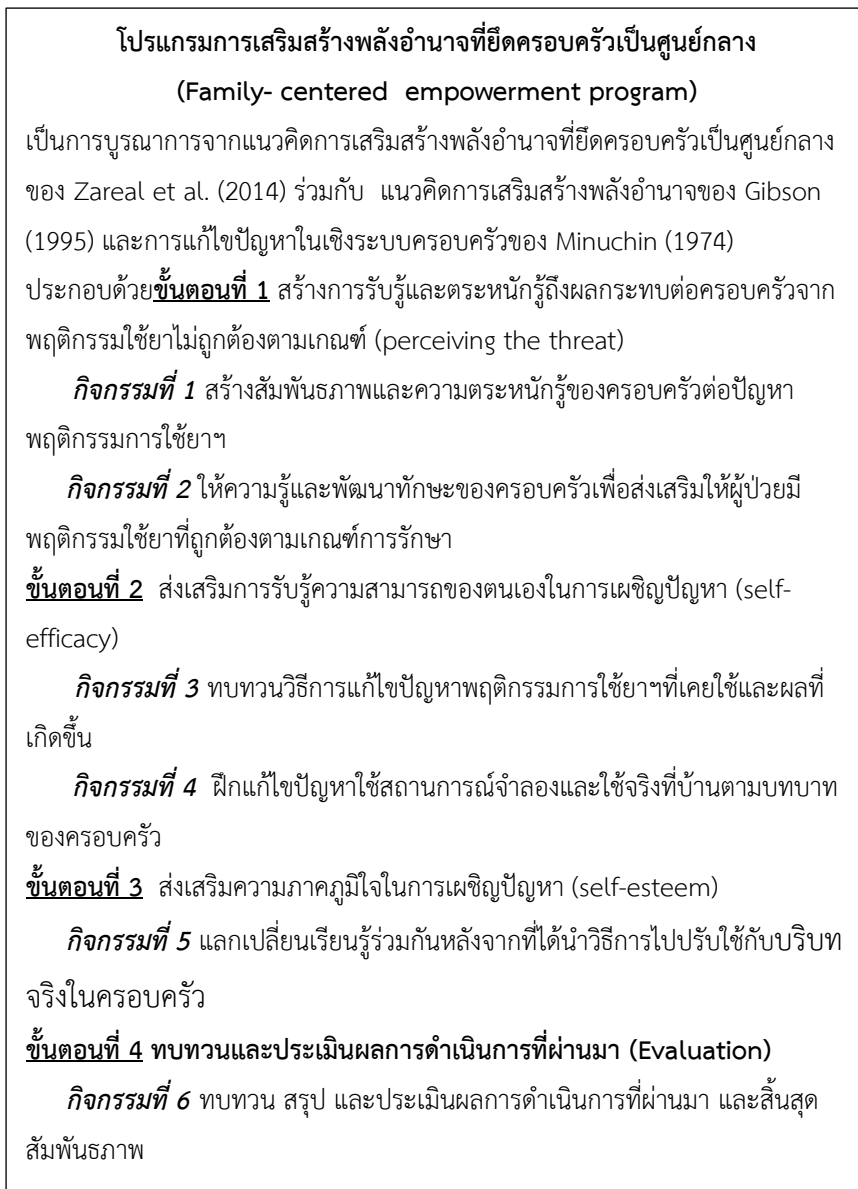 โปรแกรมการเสริมสร้างพลังอำนาจที่ยึดครอบครัวเป็นศูนย์กลาง
(Family- centered empowerment program)
เป็นการบูรณาการจากแนวคิดการเสริมสร้างพลังอำนาจที่ยึดครอบครัวเป็นศูนย์กลาง
ของ Zareal et al. (2014) ร่วมกับ แนวคิดการเสริมสร้างพลังอำนาจของ Gibson
(1995) และการแก้ไขปัญหาในเชิงระบบครอบครัวของ Minuchin (1974)
ประกอบด้วยขั้นตอนที่ 1 สร้างการรับรู้และตระหนักรู้ถึงผลกระทบต่อครอบครัวจาก
พฤติกรรมใช้ยาไม่ถูกต้องตามเกณฑ์ (perceiving the threat)
กิจกรรมที่ 1 สร้างสัมพันธภาพและความตระหนักรู้ของครอบครัวต่อปัญหา
พฤติกรรมการใช้ยาฯ
กิจกรรมที่ 2 ให้ความรู้และพัฒนาทักษะของครอบครัวเพื่อส่งเสริมให้ผู้ป่วยมี
พฤติกรรมใช้ยาที่ถูกต้องตามเกณฑ์การรักษา
ขั้นตอนที่ 2 ส่งเสริมการรับรู้ความสามารถของตนเองในการเผชิญปัญหา (self-
efficacy)
กิจกรรมที่ 3 ทบทวนวิธีการแก้ไขปัญหาพฤติกรรมการใช้ยาฯที่เคยใช้และผลที่
เกิดขึ้น
กิจกรรมที่ 4 ฝึกแก้ไขปัญหาใช้สถานการณ์จำลองและใช้จริงที่บ้านตามบทบาท
ของครอบครัว
ขั้นตอนที่ 3 ส่งเสริมความภาคภูมิใจในการเผชิญปัญหา (self-esteem)
กิจกรรมที่ 5 แลกเปลี่ยนเรียนรู้ร่วมกันหลังจากที่ได้นำวิธีการไปปรับใช้กับบริบท
จริงในครอบครัว
ขั้นตอนที่ 4 ทบทวนและประเมินผลการดำเนินการที่ผ่านมา (Evaluation)
กิจกรรมที่ 6 ทบทวน สรุป และประเมินผลการดำเนินการที่ผ่านมา และสิ้นสุด
สัมพันธภาพ